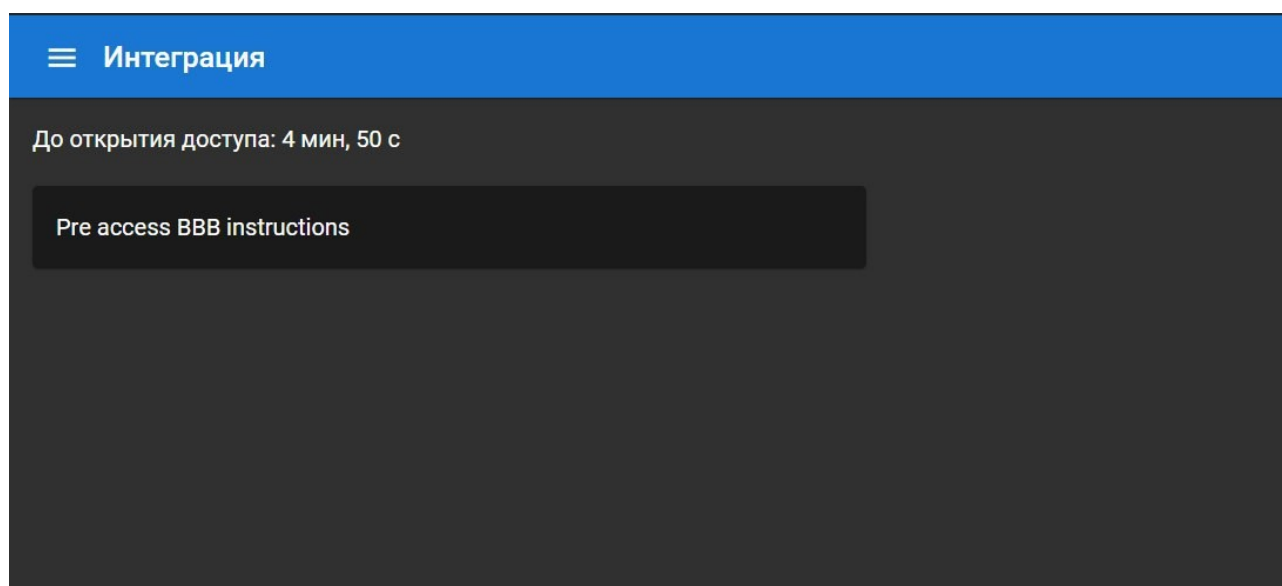 Интеграция
До открытия доступа: 4 мин, 50 с
Pre access BBB instructions